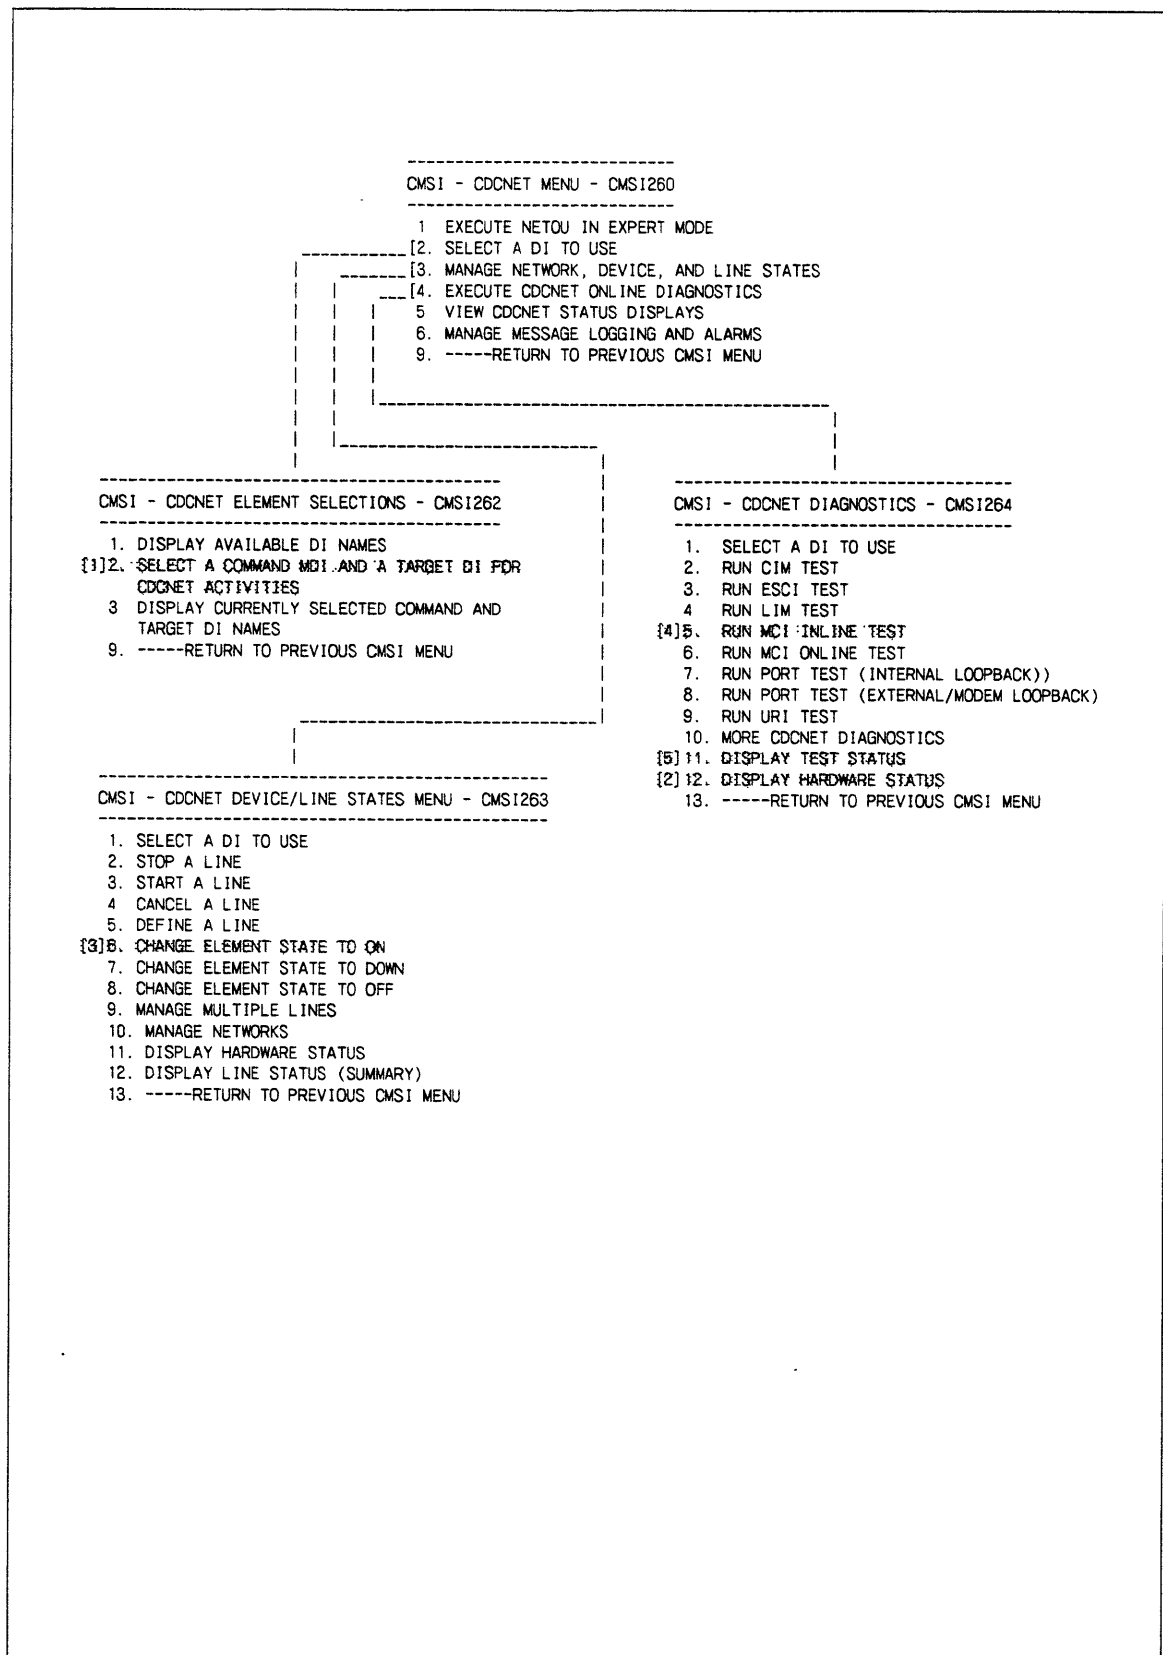 CMSI - CDCNET MENU - CMSI260
1 EXECUTE NETOU IN EXPERT MODE
[2. SELECT A DI TO USE
[3. MANAGE NETWORK, DEVICE, AND LINE STATES
[4. EXECUTE CDCNET ONLINE DIAGNOSTICS
5 VIEW CDCNET STATUS DISPLAYS
6. MANAGE MESSAGE LOGGING AND ALARMS
9. -----RETURN TO PREVIOUS CMSI MENU
CMSI - CDCNET ELEMENT SELECTIONS - CMSI262
1. DISPLAY AVAILABLE DI NAMES
[1]2. SELECT A COMMAND MDI AND A TARGET DI FOR
CDCNET ACTIVITIES
3 DISPLAY CURRENTLY SELECTED COMMAND AND
TARGET DI NAMES
9. -----RETURN TO PREVIOUS CMSI MENU
CMSI - CDCNET DIAGNOSTICS - CMSI264
1. SELECT A DI TO USE
2. RUN CIM TEST
3. RUN ESCI TEST
4 RUN LIM TEST
[4]5. RUN MCI INLINE TEST
6. RUN MCI ONLINE TEST
7. RUN PORT TEST (INTERNAL LOOPBACK))
8. RUN PORT TEST (EXTERNAL/MODEM LOOPBACK)
9. RUN URI TEST
10. MORE CDCNET DIAGNOSTICS
[5] 11. DISPLAY TEST STATUS
[2] 12. DISPLAY HARDWARE STATUS
13. -----RETURN TO PREVIOUS CMSI MENU
CMSI - CDCNET DEVICE/LINE STATES MENU - CMSI263
1. SELECT A DI TO USE
2. STOP A LINE
3. START A LINE
4 CANCEL A LINE
5. DEFINE A LINE
[3]6. CHANGE ELEMENT STATE TO ON
7. CHANGE ELEMENT STATE TO DOWN
8. CHANGE ELEMENT STATE TO OFF
9. MANAGE MULTIPLE LINES
10. MANAGE NETWORKS
11. DISPLAY HARDWARE STATUS
12. DISPLAY LINE STATUS (SUMMARY)
13. -----RETURN TO PREVIOUS CMSI MENU